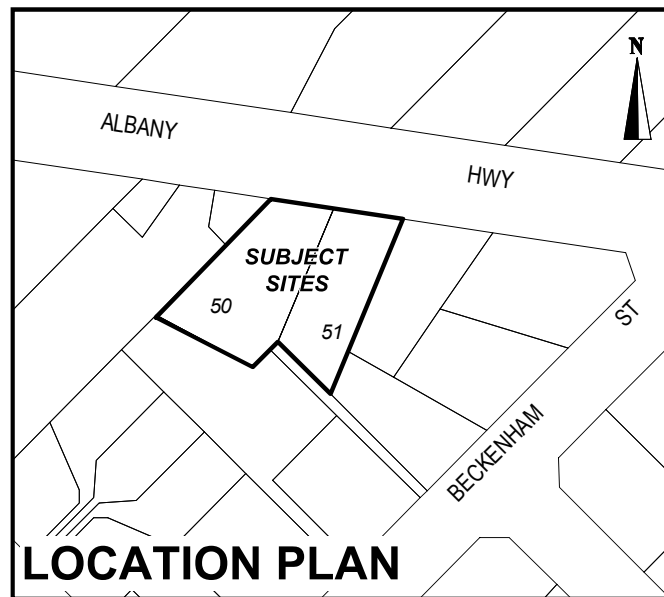 N
ALBANY
HWY
SUBJECT
SITES
50
51
ST
BECKENHAM
LOCATION PLAN